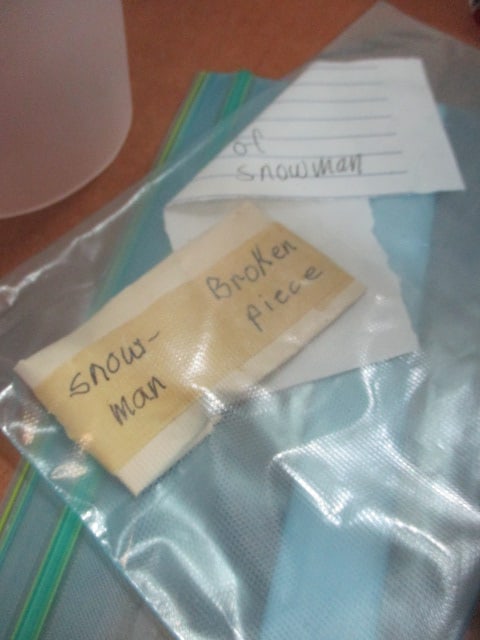 of
snowman
Broken
piece
snow-
man